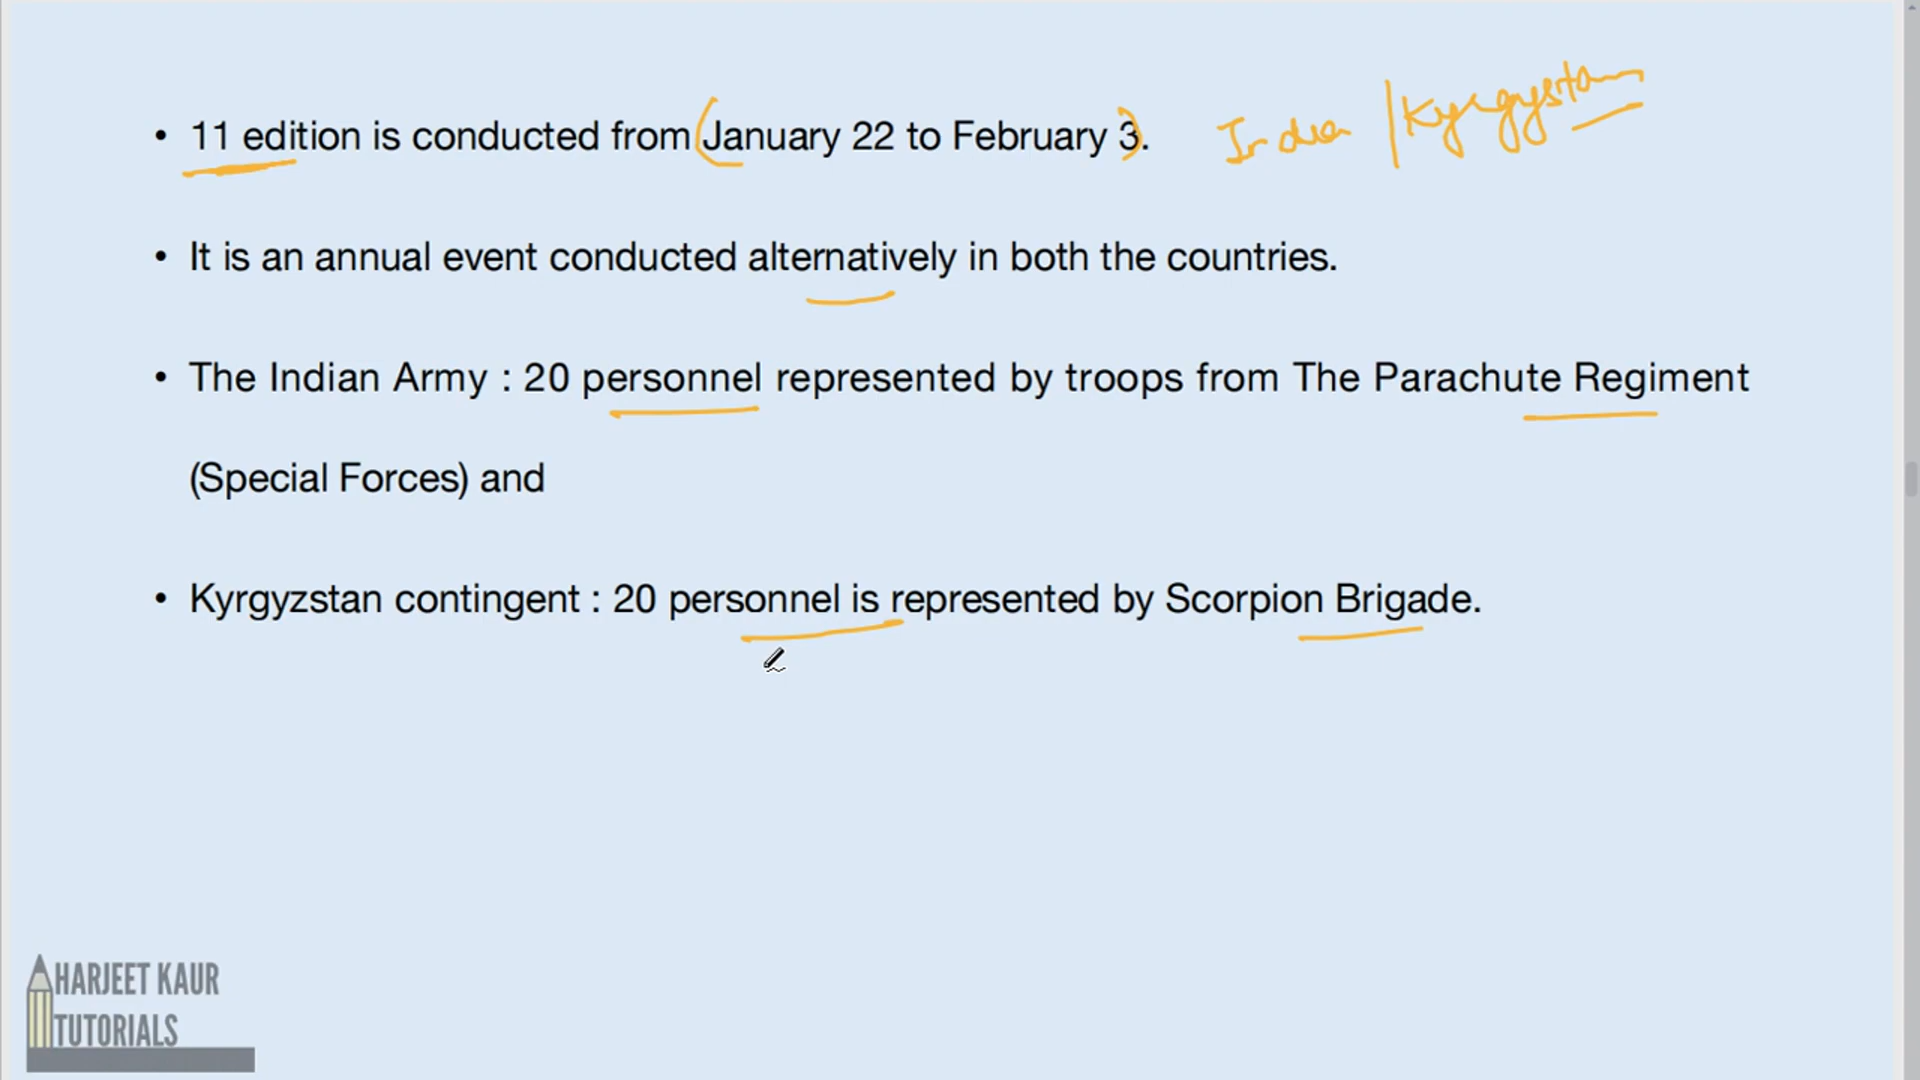 • 11 edition is conducted from January 22 to February 3. India / Kyrgyzstan
• It is an annual event conducted alternatively in both the countries.
• The Indian Army : 20 personnel represented by troops from The Parachute Regiment
(Special Forces) and
• Kyrgyzstan contingent : 20 personnel is represented by Scorpion Brigade.
HARJEET KAUR
TUTORIALS